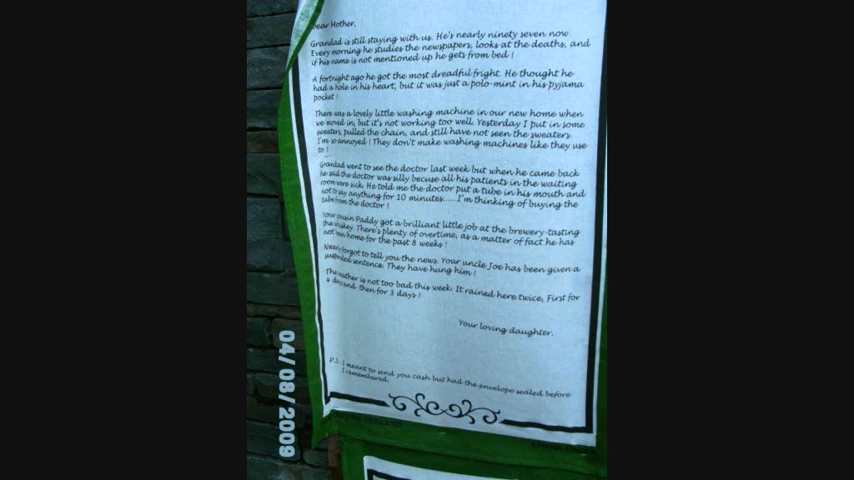 Dear Mother,
Grandad is still staying with us. He's nearly ninety seven now.
Every morning he studies the newspapers, looks at the deaths, and
if his name is not mentioned up he gets from bed !
A fortnight ago he got the most dreadful fright. He thought he
had a hole in his heart, but it was just a polo-mint in his pyjama
pocket !
There was a lovely little washing machine in our new home when
we moved in, but it's not working too well. Yesterday I put in some
sweaters, pulled the chain, and still have not seen the sweaters.
I'm so annoyed ! They don't make washing machines like they use
to !
Grandad went to see the doctor last week but when he came back
he said the doctor was silly becuse all his patients in the waiting
room were sick. He told me the doctor put a tube in his mouth and
not to say anything for 10 minutes......I'm thinking of buying the
tube from the doctor !
Your cousin Paddy got a brilliant little job at the brewery-tasting
the whiskey. There's plenty of overtime, as a matter of fact he has
not been home for the past 8 weeks !
Nearly forgot to tell you the news. Your uncle Joe has been given a
suspended sentence. They have hung him !
The weather is not too bad this week. It rained here twice, First for
4 days and then for 3 days !
Your loving daughter.
P.S. I meant to send you cash but had the envelope sealed before
I remembered.
04/08/2009